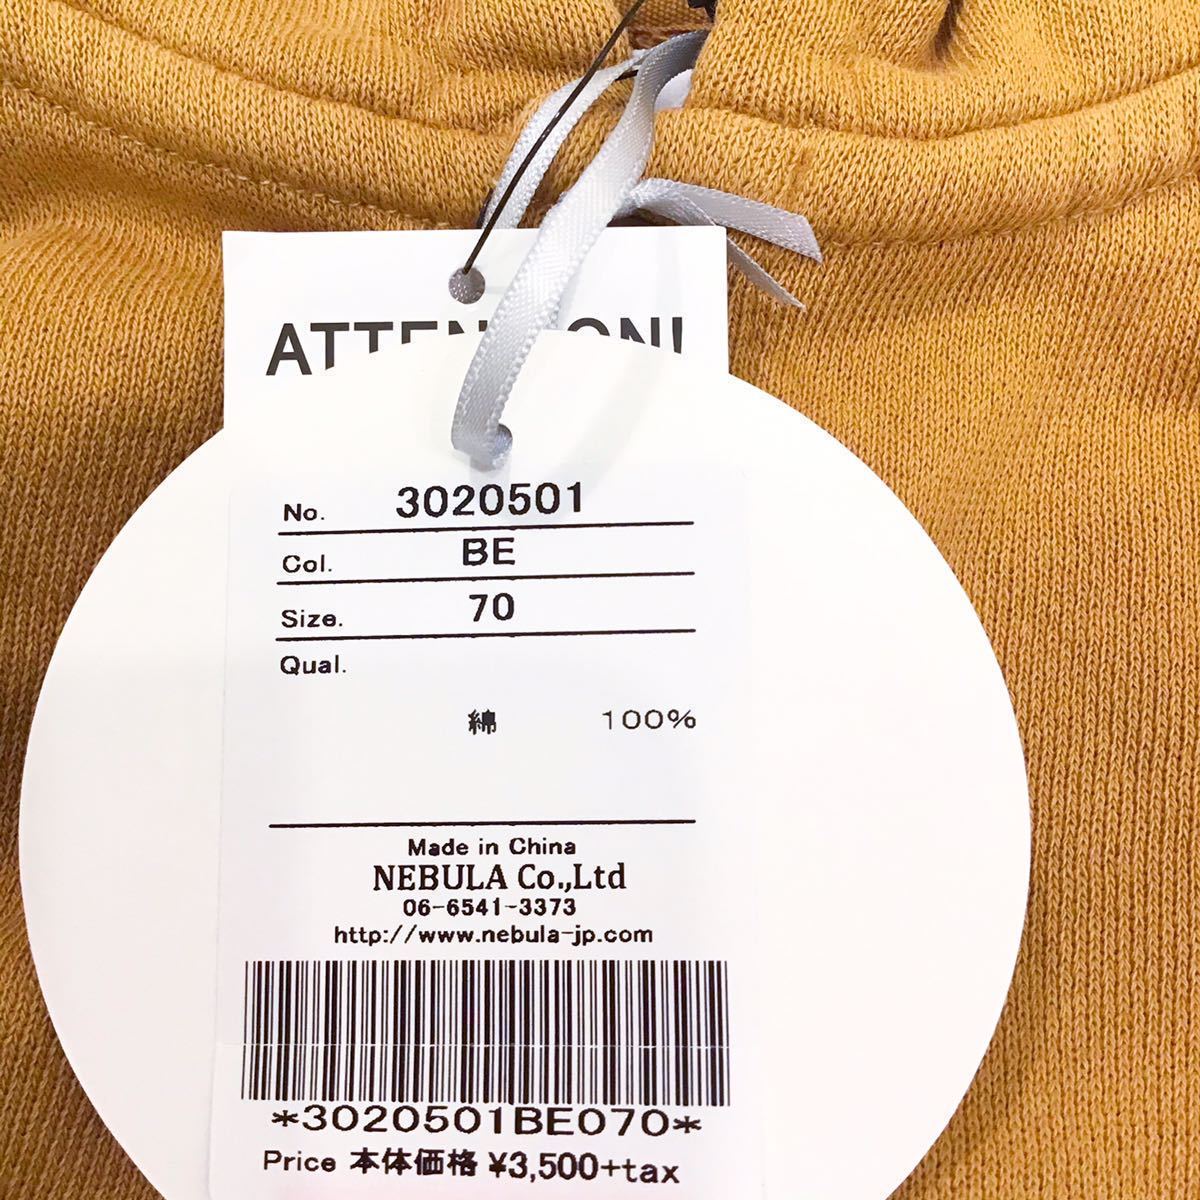 No. 3020501
Col. BE
Size. 70
Qual.
綿 100%
Made in China
NEBULA Co.,Ltd
06-6541-3373
http://www.nebula-jp.com
*3020501BE070*
Price 本体価格 ¥3,500+tax